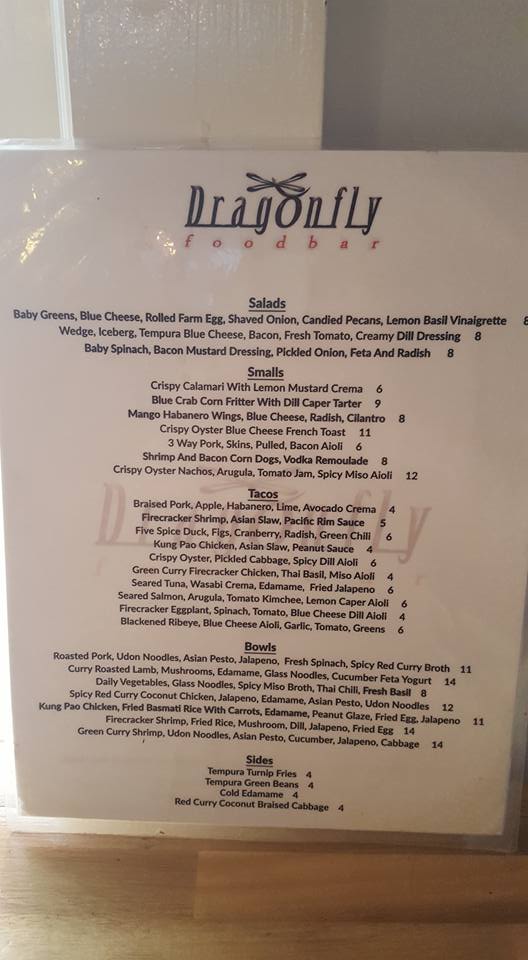 Dragonfly
foodbar
Salads
Baby Greens, Blue Cheese, Rolled Farm Egg, Shaved Onion, Candied Pecans, Lemon Basil Vinaigrette 8
Wedge, Iceberg, Tempura Blue Cheese, Bacon, Fresh Tomato, Creamy Dill Dressing 8
Baby Spinach, Bacon Mustard Dressing, Pickled Onion, Feta And Radish 8
Smalls
Crispy Calamari With Lemon Mustard Crema 6
Blue Crab Corn Fritter With Dill Caper Tarter 9
Mango Habanero Wings, Blue Cheese, Radish, Cilantro 8
Crispy Oyster Blue Cheese French Toast 11
3 Way Pork, Skins, Pulled, Bacon Aioli 6
Shrimp And Bacon Corn Dogs, Vodka Remoulade 8
Crispy Oyster Nachos, Arugula, Tomato Jam, Spicy Miso Aioli 12
Tacos
Braised Pork, Apple, Habanero, Lime, Avocado Crema 4
Firecracker Shrimp, Asian Slaw, Pacific Rim Sauce 5
Five Spice Duck, Figs, Cranberry, Radish, Green Chili 6
Kung Pao Chicken, Asian Slaw, Peanut Sauce 4
Crispy Oyster, Pickled Cabbage, Spicy Dill Aioli 6
Green Curry Firecracker Chicken, Thai Basil, Miso Aioli 4
Seared Tuna, Wasabi Crema, Edamame, Fried Jalapeno 6
Seared Salmon, Arugula, Tomato Kimchee, Lemon Caper Aioli 6
Firecracker Eggplant, Spinach, Tomato, Blue Cheese Dill Aioli 4
Blackened Ribeye, Blue Cheese Aioli, Garlic, Tomato, Greens 6
Bowls
Roasted Pork, Udon Noodles, Asian Pesto, Jalapeno, Fresh Spinach, Spicy Red Curry Broth 11
Curry Roasted Lamb, Mushrooms, Edamame, Glass Noodles, Cucumber Feta Yogurt 14
Daily Vegetables, Glass Noodles, Spicy Miso Broth, Thai Chili, Fresh Basil 8
Spicy Red Curry Coconut Chicken, Jalapeno, Edamame, Asian Pesto, Udon Noodles 12
Kung Pao Chicken, Fried Basmati Rice With Carrots, Edamame, Peanut Glaze, Fried Egg, Jalapeno 11
Firecracker Shrimp, Fried Rice, Mushroom, Dill, Jalapeno, Fried Egg 14
Green Curry Shrimp, Udon Noodles, Asian Pesto, Cucumber, Jalapeno, Cabbage 14
Sides
Tempura Turnip Fries 4
Tempura Green Beans 4
Cold Edamame 4
Red Curry Coconut Braised Cabbage 4